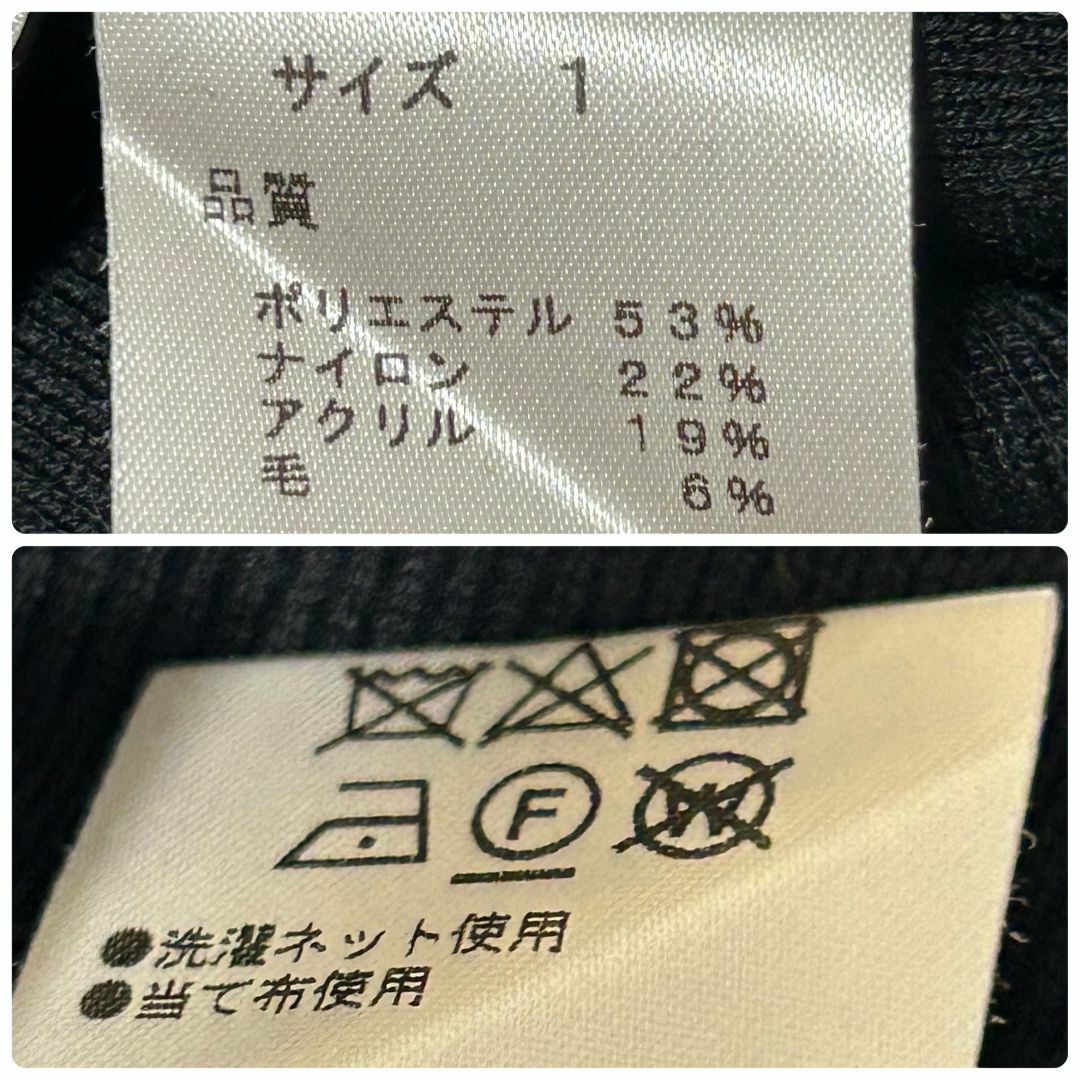 サイズ 1
品質
ポリエステル 53%
ナイロン 22%
アクリル 19%
毛 6%
F W
●洗濯ネット使用
●当て布使用